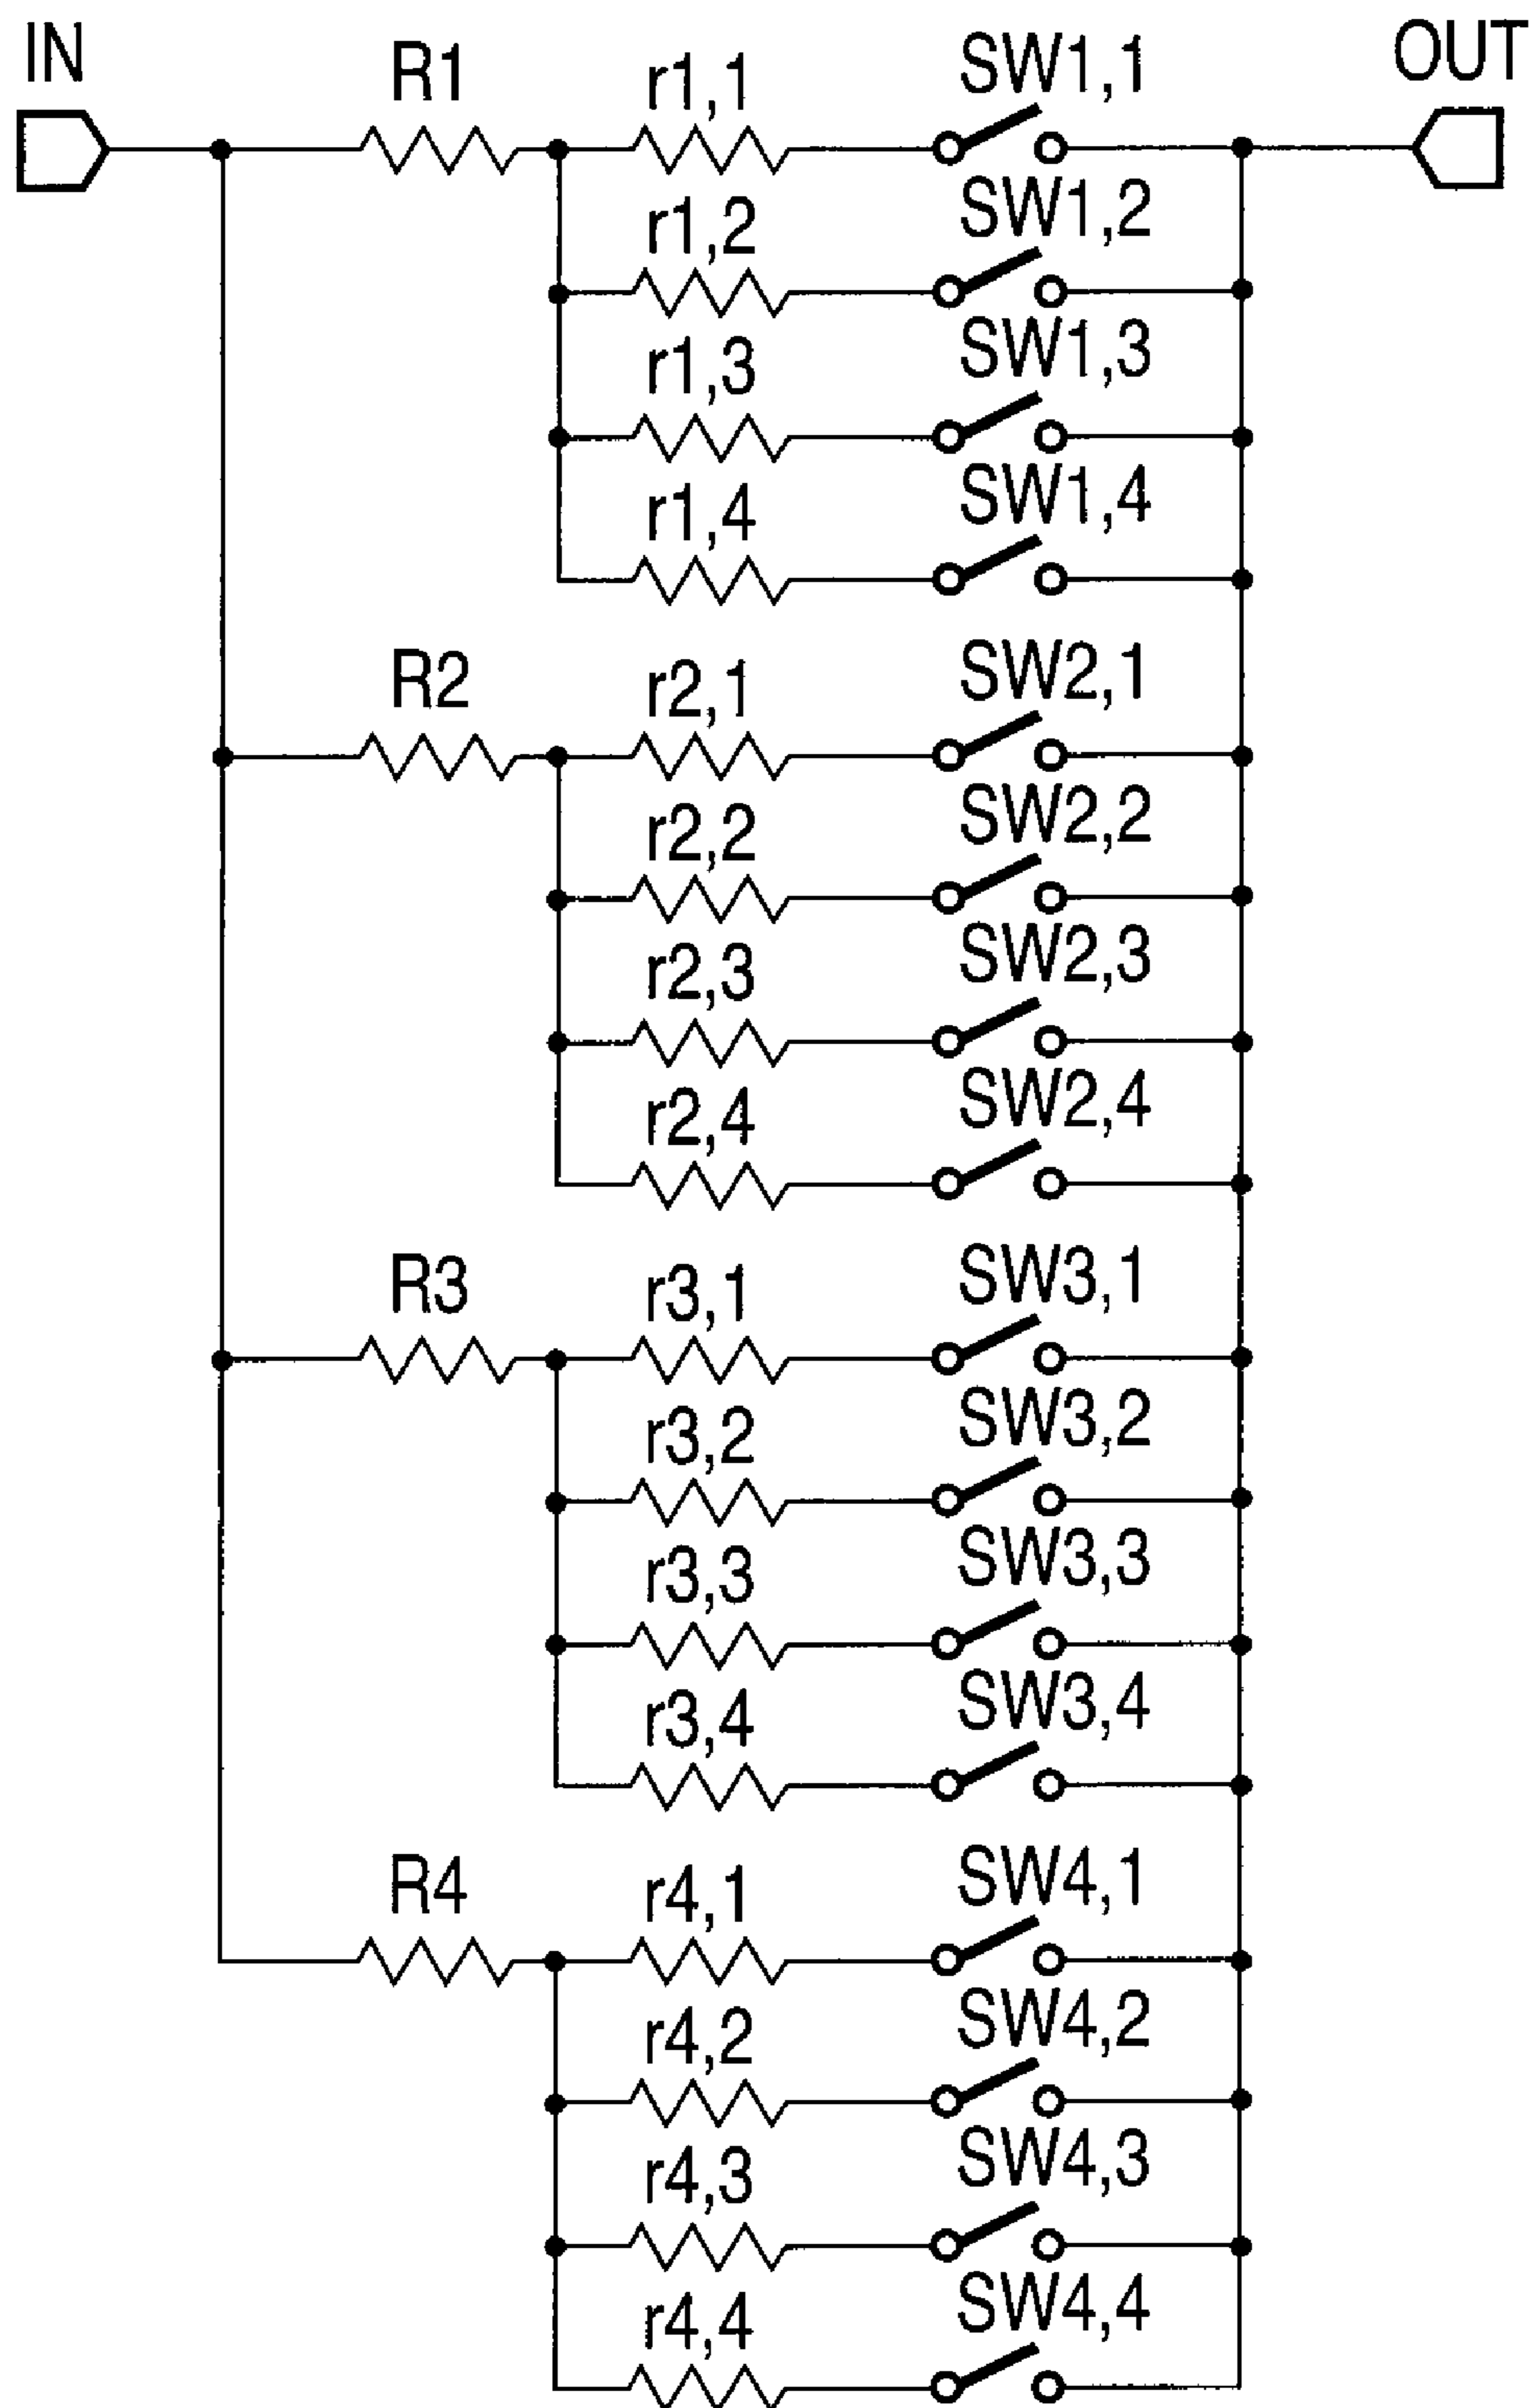 IN
R1
r1,1
SW1,1
OUT
r1,2
SW1,2
r1,3
SW1,3
r1,4
SW1,4
R2
r2,1
SW2,1
r2,2
SW2,2
r2,3
SW2,3
r2,4
SW2,4
R3
r3,1
SW3,1
r3,2
SW3,2
r3,3
SW3,3
r3,4
SW3,4
R4
r4,1
SW4,1
r4,2
SW4,2
r4,3
SW4,3
r4,4
SW4,4